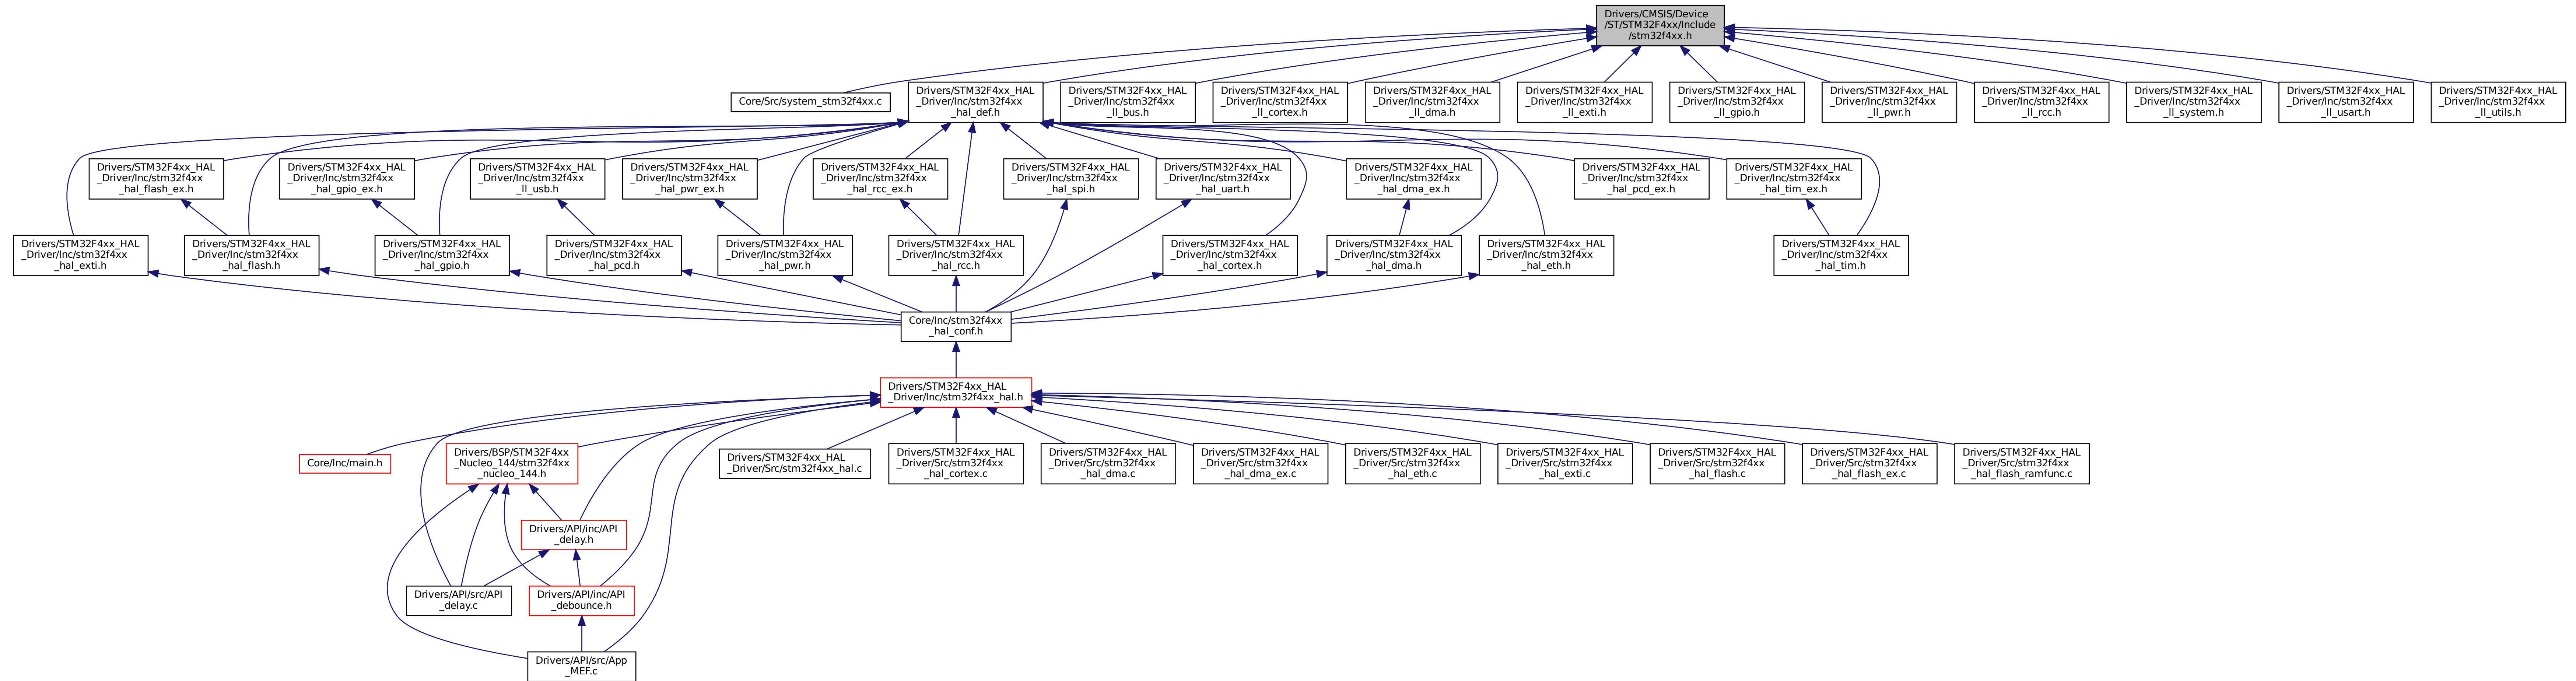 Drivers/CMSIS/Device
/ST/STM32F4xx/Include
/stm32f4xx.h
Core/Src/system_stm32f4xx.c
Drivers/STM32F4xx_HAL
_Driver/Inc/stm32f4xx
_hal_def.h
Drivers/STM32F4xx_HAL
_Driver/Inc/stm32f4xx
_ll_bus.h
Drivers/STM32F4xx_HAL
_Driver/Inc/stm32f4xx
_ll_cortex.h
Drivers/STM32F4xx_HAL
_Driver/Inc/stm32f4xx
_ll_dma.h
Drivers/STM32F4xx_HAL
_Driver/Inc/stm32f4xx
_ll_exti.h
Drivers/STM32F4xx_HAL
_Driver/Inc/stm32f4xx
_ll_gpio.h
Drivers/STM32F4xx_HAL
_Driver/Inc/stm32f4xx
_ll_pwr.h
Drivers/STM32F4xx_HAL
_Driver/Inc/stm32f4xx
_ll_rcc.h
Drivers/STM32F4xx_HAL
_Driver/Inc/stm32f4xx
_ll_system.h
Drivers/STM32F4xx_HAL
_Driver/Inc/stm32f4xx
_ll_usart.h
Drivers/STM32F4xx_HAL
_Driver/Inc/stm32f4xx
_ll_utils.h
Drivers/STM32F4xx_HAL
_Driver/Inc/stm32f4xx
_hal_flash_ex.h
Drivers/STM32F4xx_HAL
_Driver/Inc/stm32f4xx
_hal_gpio_ex.h
Drivers/STM32F4xx_HAL
_Driver/Inc/stm32f4xx
_ll_usb.h
Drivers/STM32F4xx_HAL
_Driver/Inc/stm32f4xx
_hal_pwr_ex.h
Drivers/STM32F4xx_HAL
_Driver/Inc/stm32f4xx
_hal_rcc_ex.h
Drivers/STM32F4xx_HAL
_Driver/Inc/stm32f4xx
_hal_spi.h
Drivers/STM32F4xx_HAL
_Driver/Inc/stm32f4xx
_hal_uart.h
Drivers/STM32F4xx_HAL
_Driver/Inc/stm32f4xx
_hal_dma_ex.h
Drivers/STM32F4xx_HAL
_Driver/Inc/stm32f4xx
_hal_pcd_ex.h
Drivers/STM32F4xx_HAL
_Driver/Inc/stm32f4xx
_hal_tim_ex.h
Drivers/STM32F4xx_HAL
_Driver/Inc/stm32f4xx
_hal_exti.h
Drivers/STM32F4xx_HAL
_Driver/Inc/stm32f4xx
_hal_flash.h
Drivers/STM32F4xx_HAL
_Driver/Inc/stm32f4xx
_hal_gpio.h
Drivers/STM32F4xx_HAL
_Driver/Inc/stm32f4xx
_hal_pcd.h
Drivers/STM32F4xx_HAL
_Driver/Inc/stm32f4xx
_hal_pwr.h
Drivers/STM32F4xx_HAL
_Driver/Inc/stm32f4xx
_hal_rcc.h
Drivers/STM32F4xx_HAL
_Driver/Inc/stm32f4xx
_hal_cortex.h
Drivers/STM32F4xx_HAL
_Driver/Inc/stm32f4xx
_hal_dma.h
Drivers/STM32F4xx_HAL
_Driver/Inc/stm32f4xx
_hal_eth.h
Drivers/STM32F4xx_HAL
_Driver/Inc/stm32f4xx
_hal_tim.h
Core/Inc/stm32f4xx
_hal_conf.h
Drivers/STM32F4xx_HAL
_Driver/Inc/stm32f4xx_hal.h
Core/Inc/main.h
Drivers/BSP/STM32F4xx
_Nucleo_144/stm32f4xx
_nucleo_144.h
Drivers/STM32F4xx_HAL
_Driver/Src/stm32f4xx_hal.c
Drivers/STM32F4xx_HAL
_Driver/Src/stm32f4xx
_hal_cortex.c
Drivers/STM32F4xx_HAL
_Driver/Src/stm32f4xx
_hal_dma.c
Drivers/STM32F4xx_HAL
_Driver/Src/stm32f4xx
_hal_dma_ex.c
Drivers/STM32F4xx_HAL
_Driver/Src/stm32f4xx
_hal_eth.c
Drivers/STM32F4xx_HAL
_Driver/Src/stm32f4xx
_hal_exti.c
Drivers/STM32F4xx_HAL
_Driver/Src/stm32f4xx
_hal_flash.c
Drivers/STM32F4xx_HAL
_Driver/Src/stm32f4xx
_hal_flash_ex.c
Drivers/STM32F4xx_HAL
_Driver/Src/stm32f4xx
_hal_flash_ramfunc.c
Drivers/API/inc/API
_delay.h
Drivers/API/src/API
_delay.c
Drivers/API/inc/API
_debounce.h
Drivers/API/src/App
_MEF.c